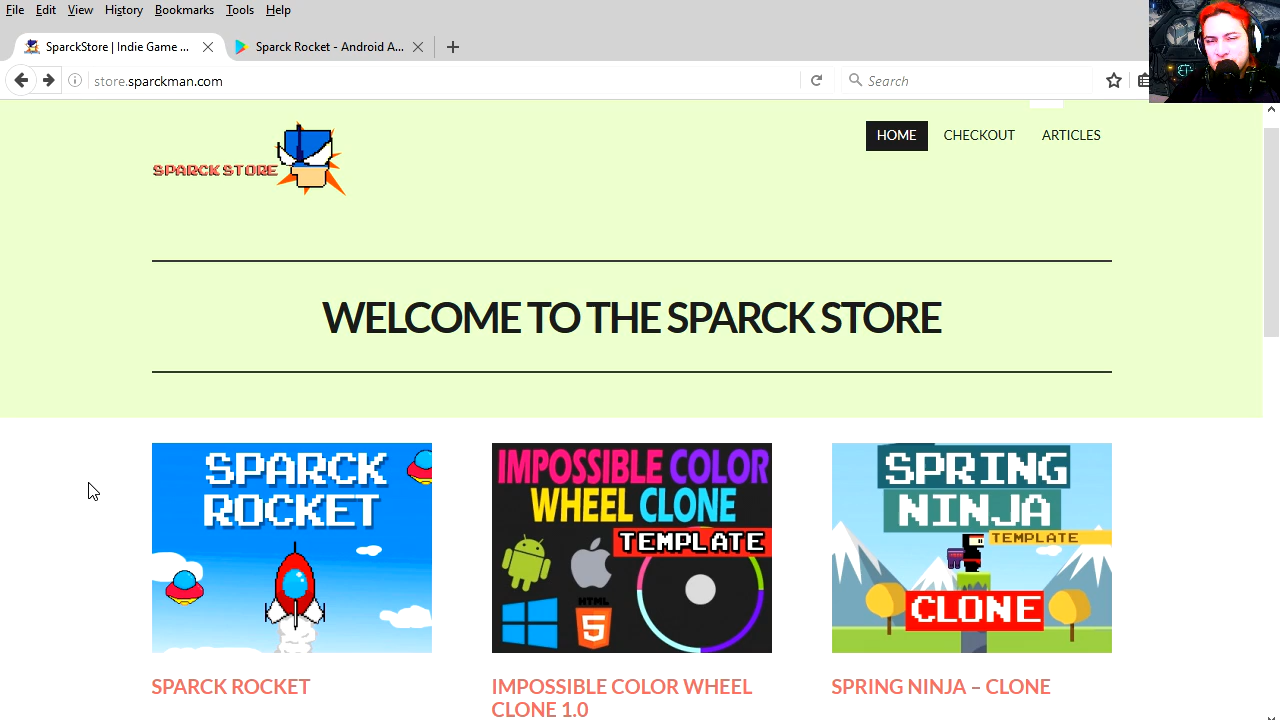 File Edit View History Bookmarks Tools Help
SparckStore | Indie Game ...
Sparck Rocket - Android A...
store.sparckman.com
Search
SPARCK STORE
HOME
CHECKOUT
ARTICLES
WELCOME TO THE SPARCK STORE
SPARCK
ROCKET
IMPOSSIBLE COLOR
WHEEL CLONE
TEMPLATE
HTML
5
SPRING
NINJA
TEMPLATE
CLONE
SPARCK ROCKET
IMPOSSIBLE COLOR WHEEL
CLONE 1.0
SPRING NINJA – CLONE